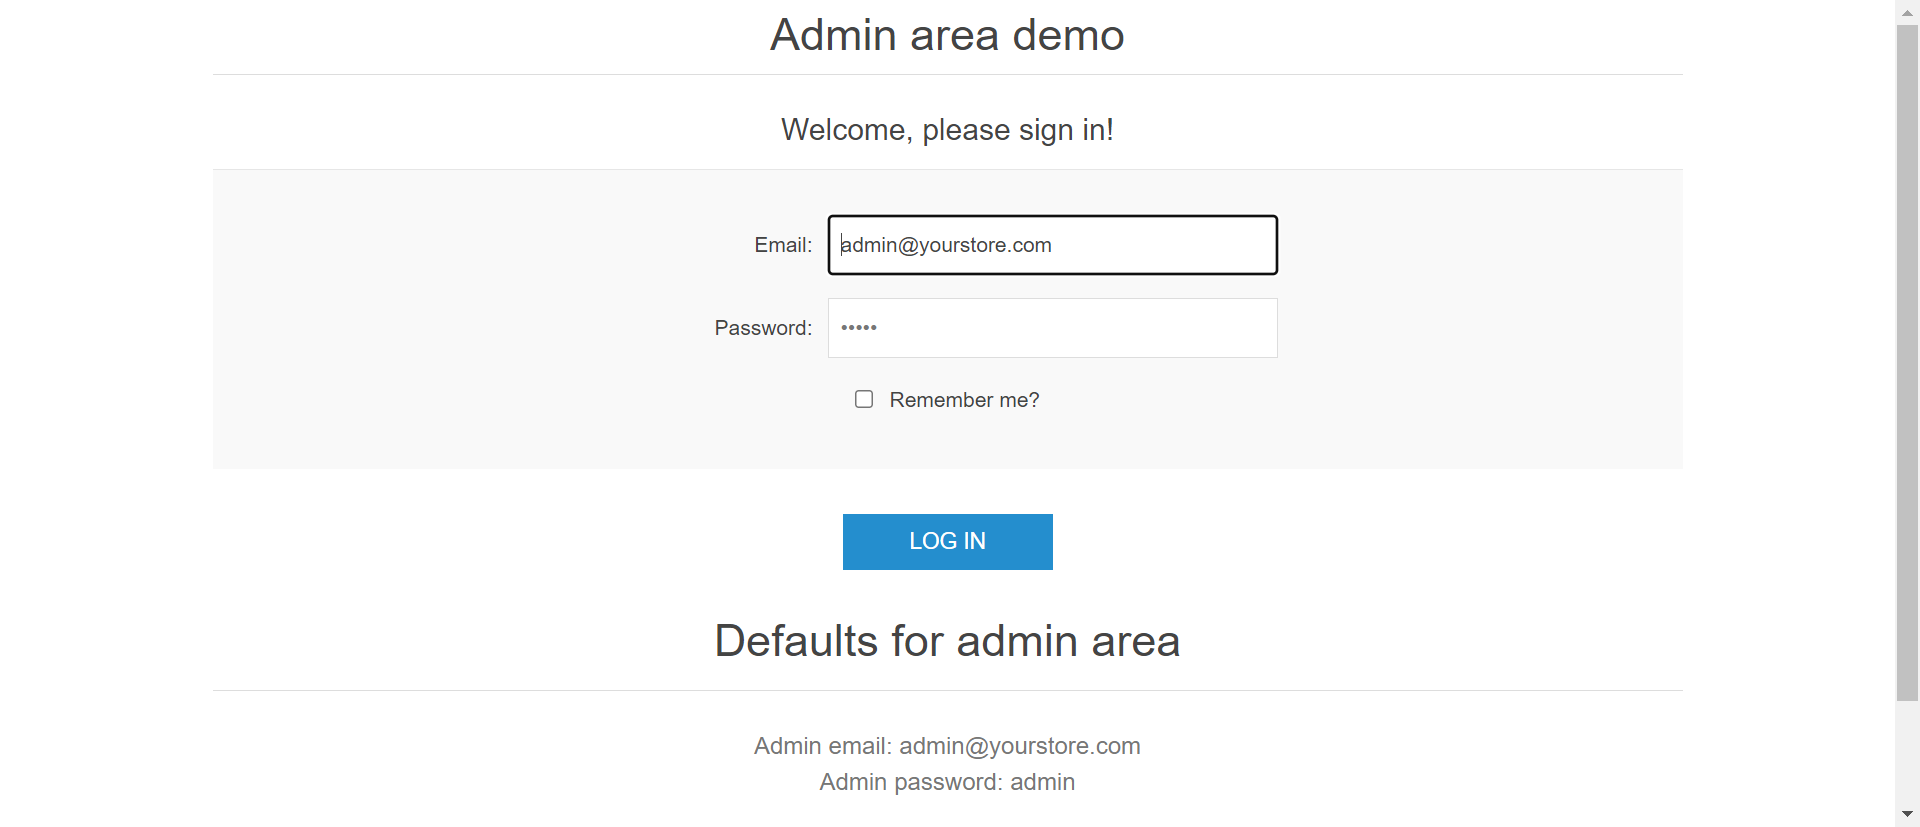 Admin area demo
Welcome, please sign in!
Email: admin@yourstore.com
Password: •••••
Remember me?
LOG IN
Defaults for admin area
Admin email: admin@yourstore.com
Admin password: admin